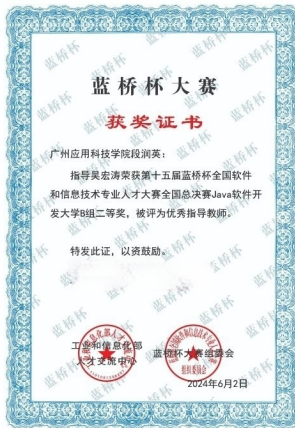 蓝桥杯大赛
获奖证书
广州应用科技学院段润英：
指导吴宏涛荣获第十五届蓝桥杯全国软件
和信息技术专业人才大赛全国总决赛Java软件开
发大学B组二等奖，被评为优秀指导教师。
特发此证，以资鼓励。
工业和信息化部
人才交流中心
蓝桥杯大赛组委会
2024年6月2日